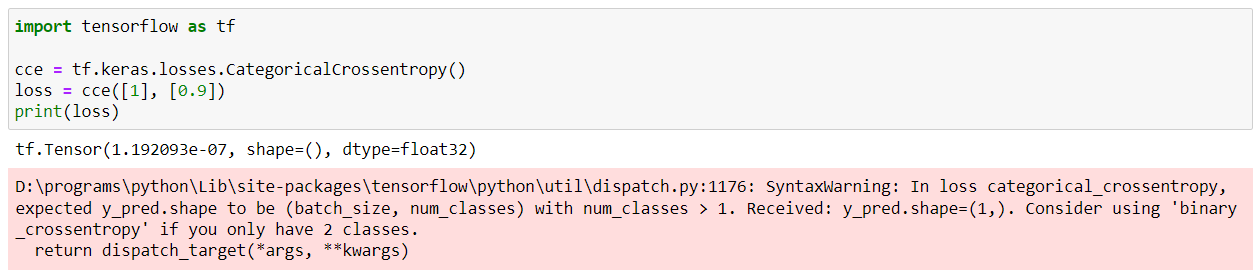 import tensorflow as tf
cce = tf.keras.losses.CategoricalCrossentropy()
loss = cce([1], [0.9])
print(loss)
tf.Tensor(1.192093e-07, shape=(), dtype=float32)
D:\programs\python\Lib\site-packages\tensorflow\python\util\dispatch.py:1176: SyntaxWarning: In loss categorical_crossentropy,
expected y_pred.shape to be (batch_size, num_classes) with num_classes > 1. Received: y_pred.shape=(1,). Consider using 'binary
_crossentropy' if you only have 2 classes.
  return dispatch_target(*args, **kwargs)